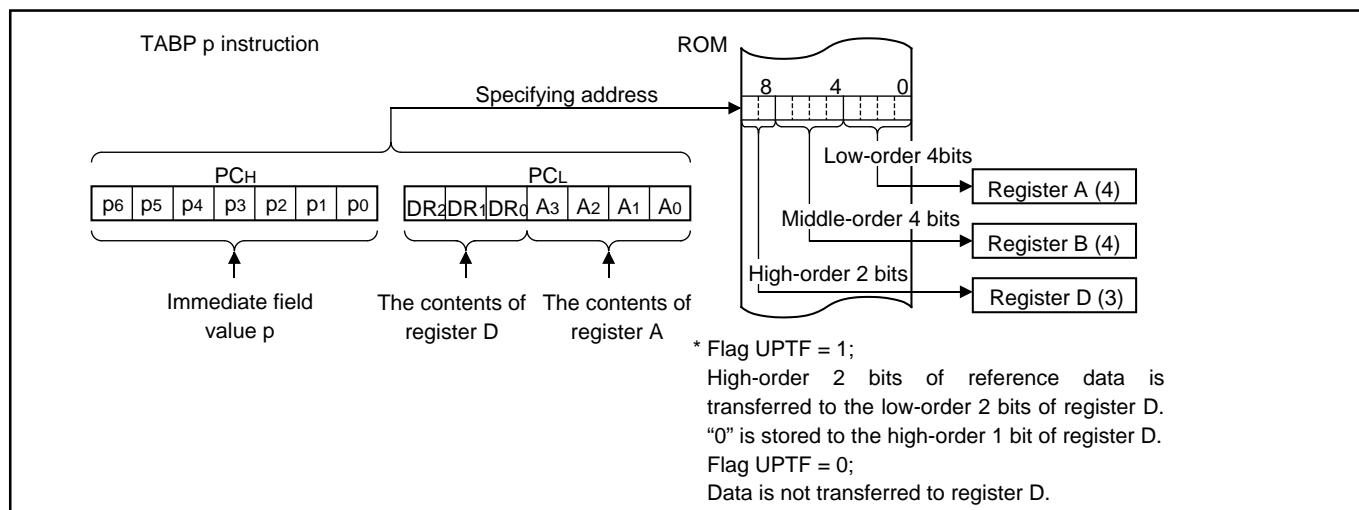 TABP p instruction
ROM
8 4 0
Specifying address
Low-order 4bits
PCH
PCL
p6 p5 p4 p3 p2 p1 p0
DR2 DR1 DR0 A3 A2 A1 A0
Register A (4)
Middle-order 4 bits
Register B (4)
High-order 2 bits
Register D (3)
Immediate field
value p
The contents of
register D
The contents of
register A
* Flag UPTF = 1;
High-order 2 bits of reference data is
transferred to the low-order 2 bits of register D.
“0” is stored to the high-order 1 bit of register D.
Flag UPTF = 0;
Data is not transferred to register D.